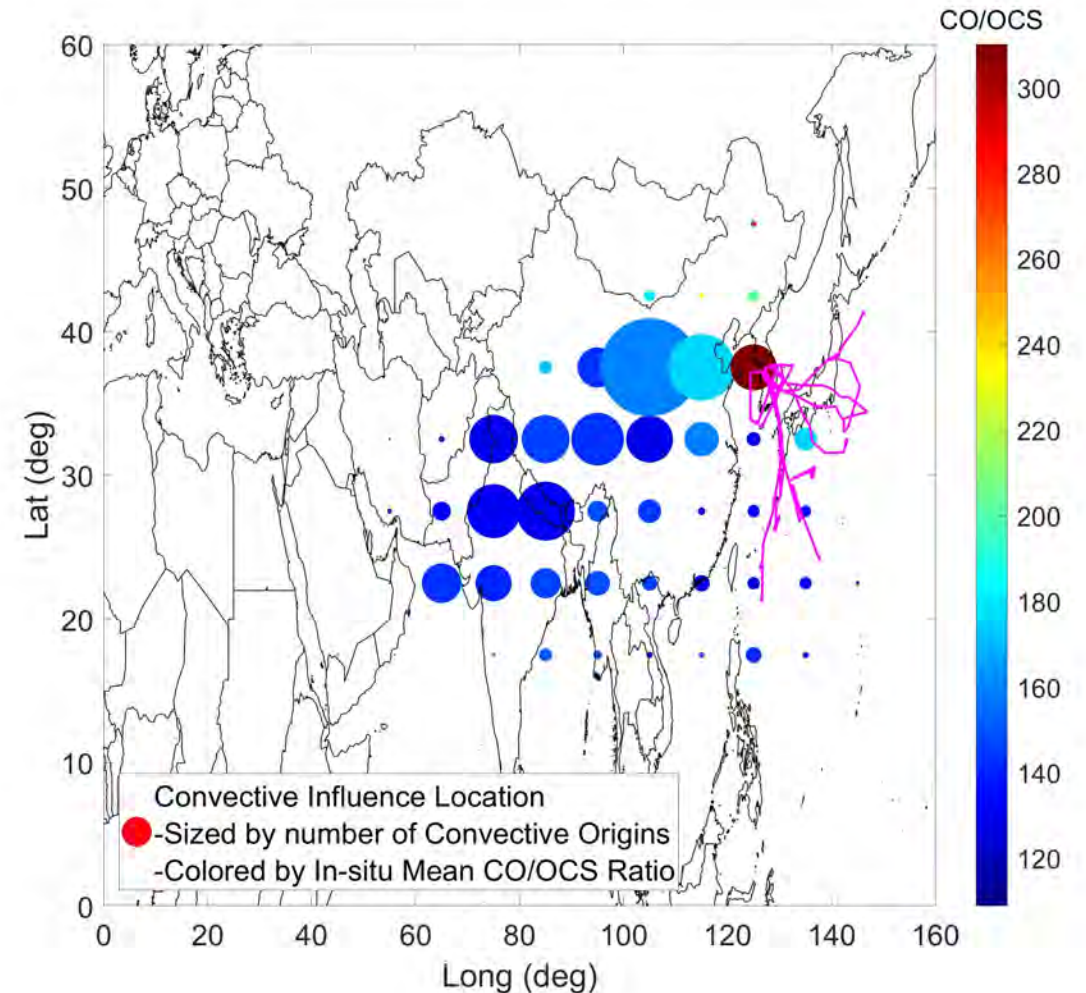 CO/OCS
60
50
40
30
20
10
0
Lat (deg)
300
280
260
240
220
200
180
160
140
120
Convective Influence Location
-Sized by number of Convective Origins
-Colored by In-situ Mean CO/OCS Ratio
0 20 40 60 80 100 120 140 160
Long (deg)